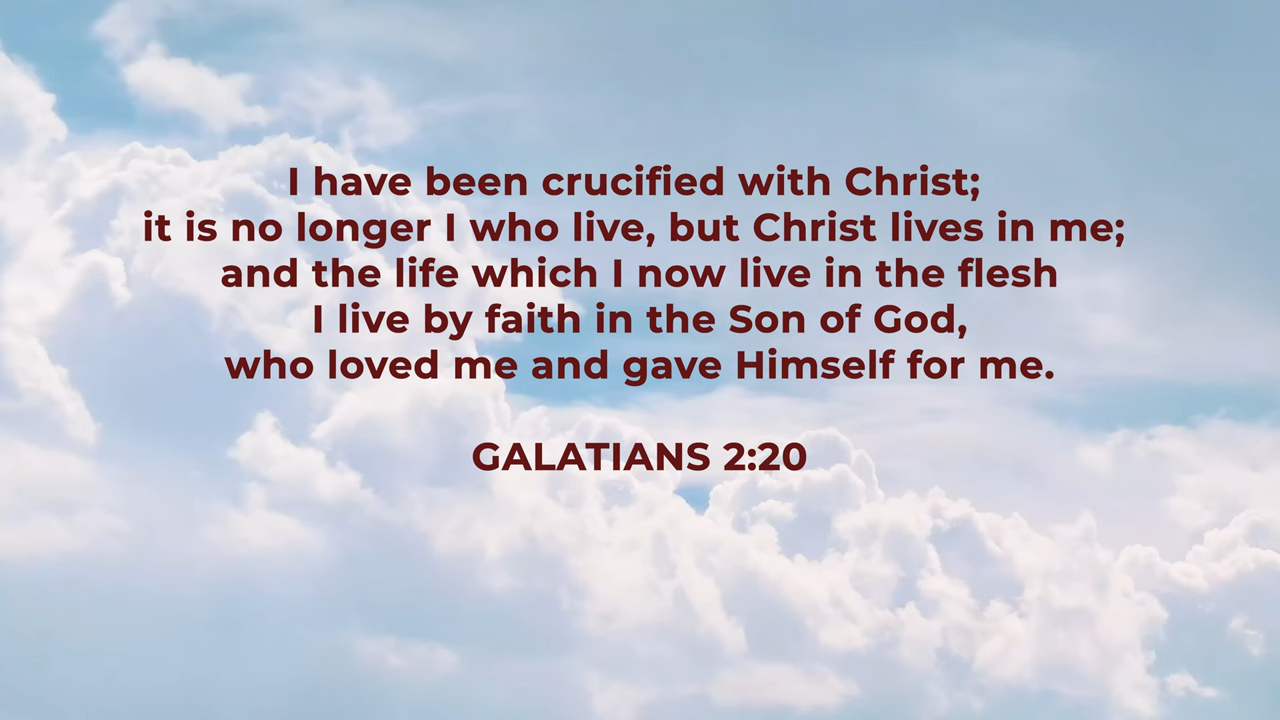 I have been crucified with Christ;
it is no longer I who live, but Christ lives in me;
and the life which I now live in the flesh
I live by faith in the Son of God,
who loved me and gave Himself for me.
GALATIANS 2:20